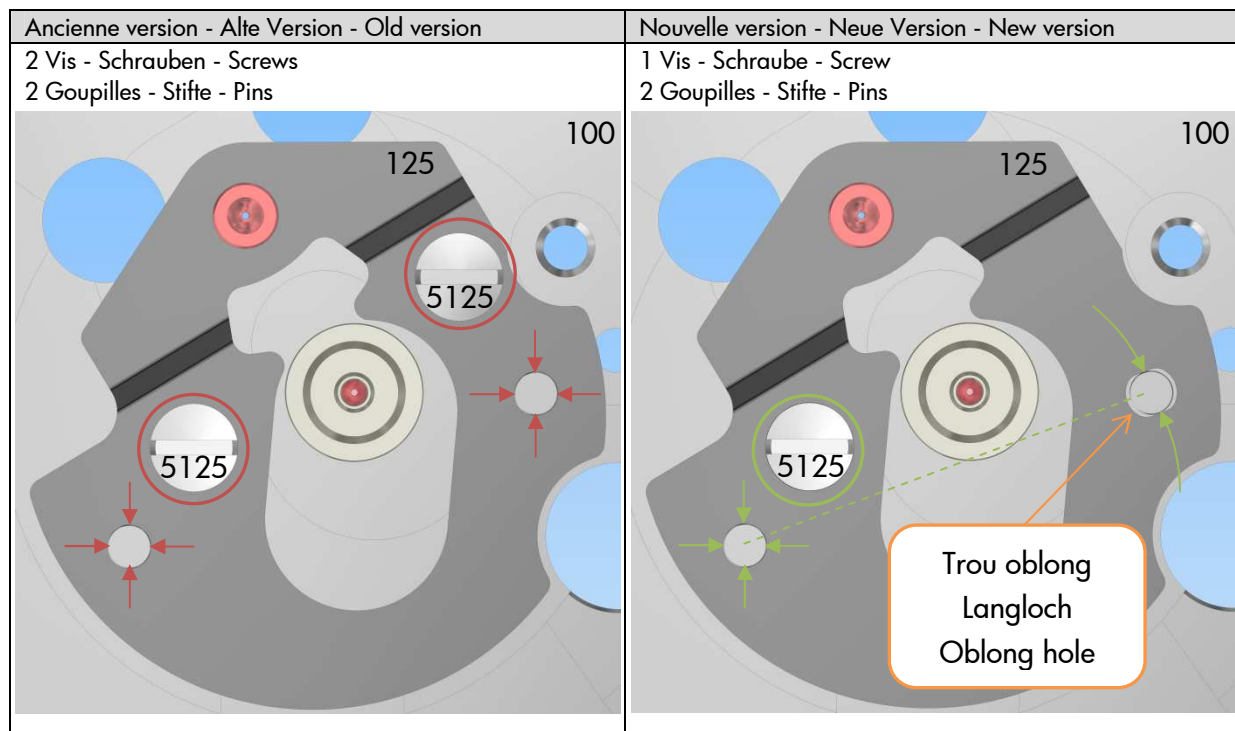 Ancienne version - Alte Version - Old version
2 Vis - Schrauben - Screws
2 Goupilles - Stifte - Pins
100
125
5125
5125
Nouvelle version - Neue Version - New version
1 Vis - Schraube - Screw
2 Goupilles - Stifte - Pins
100
125
5125
Trou oblong
Langloch
Oblong hole